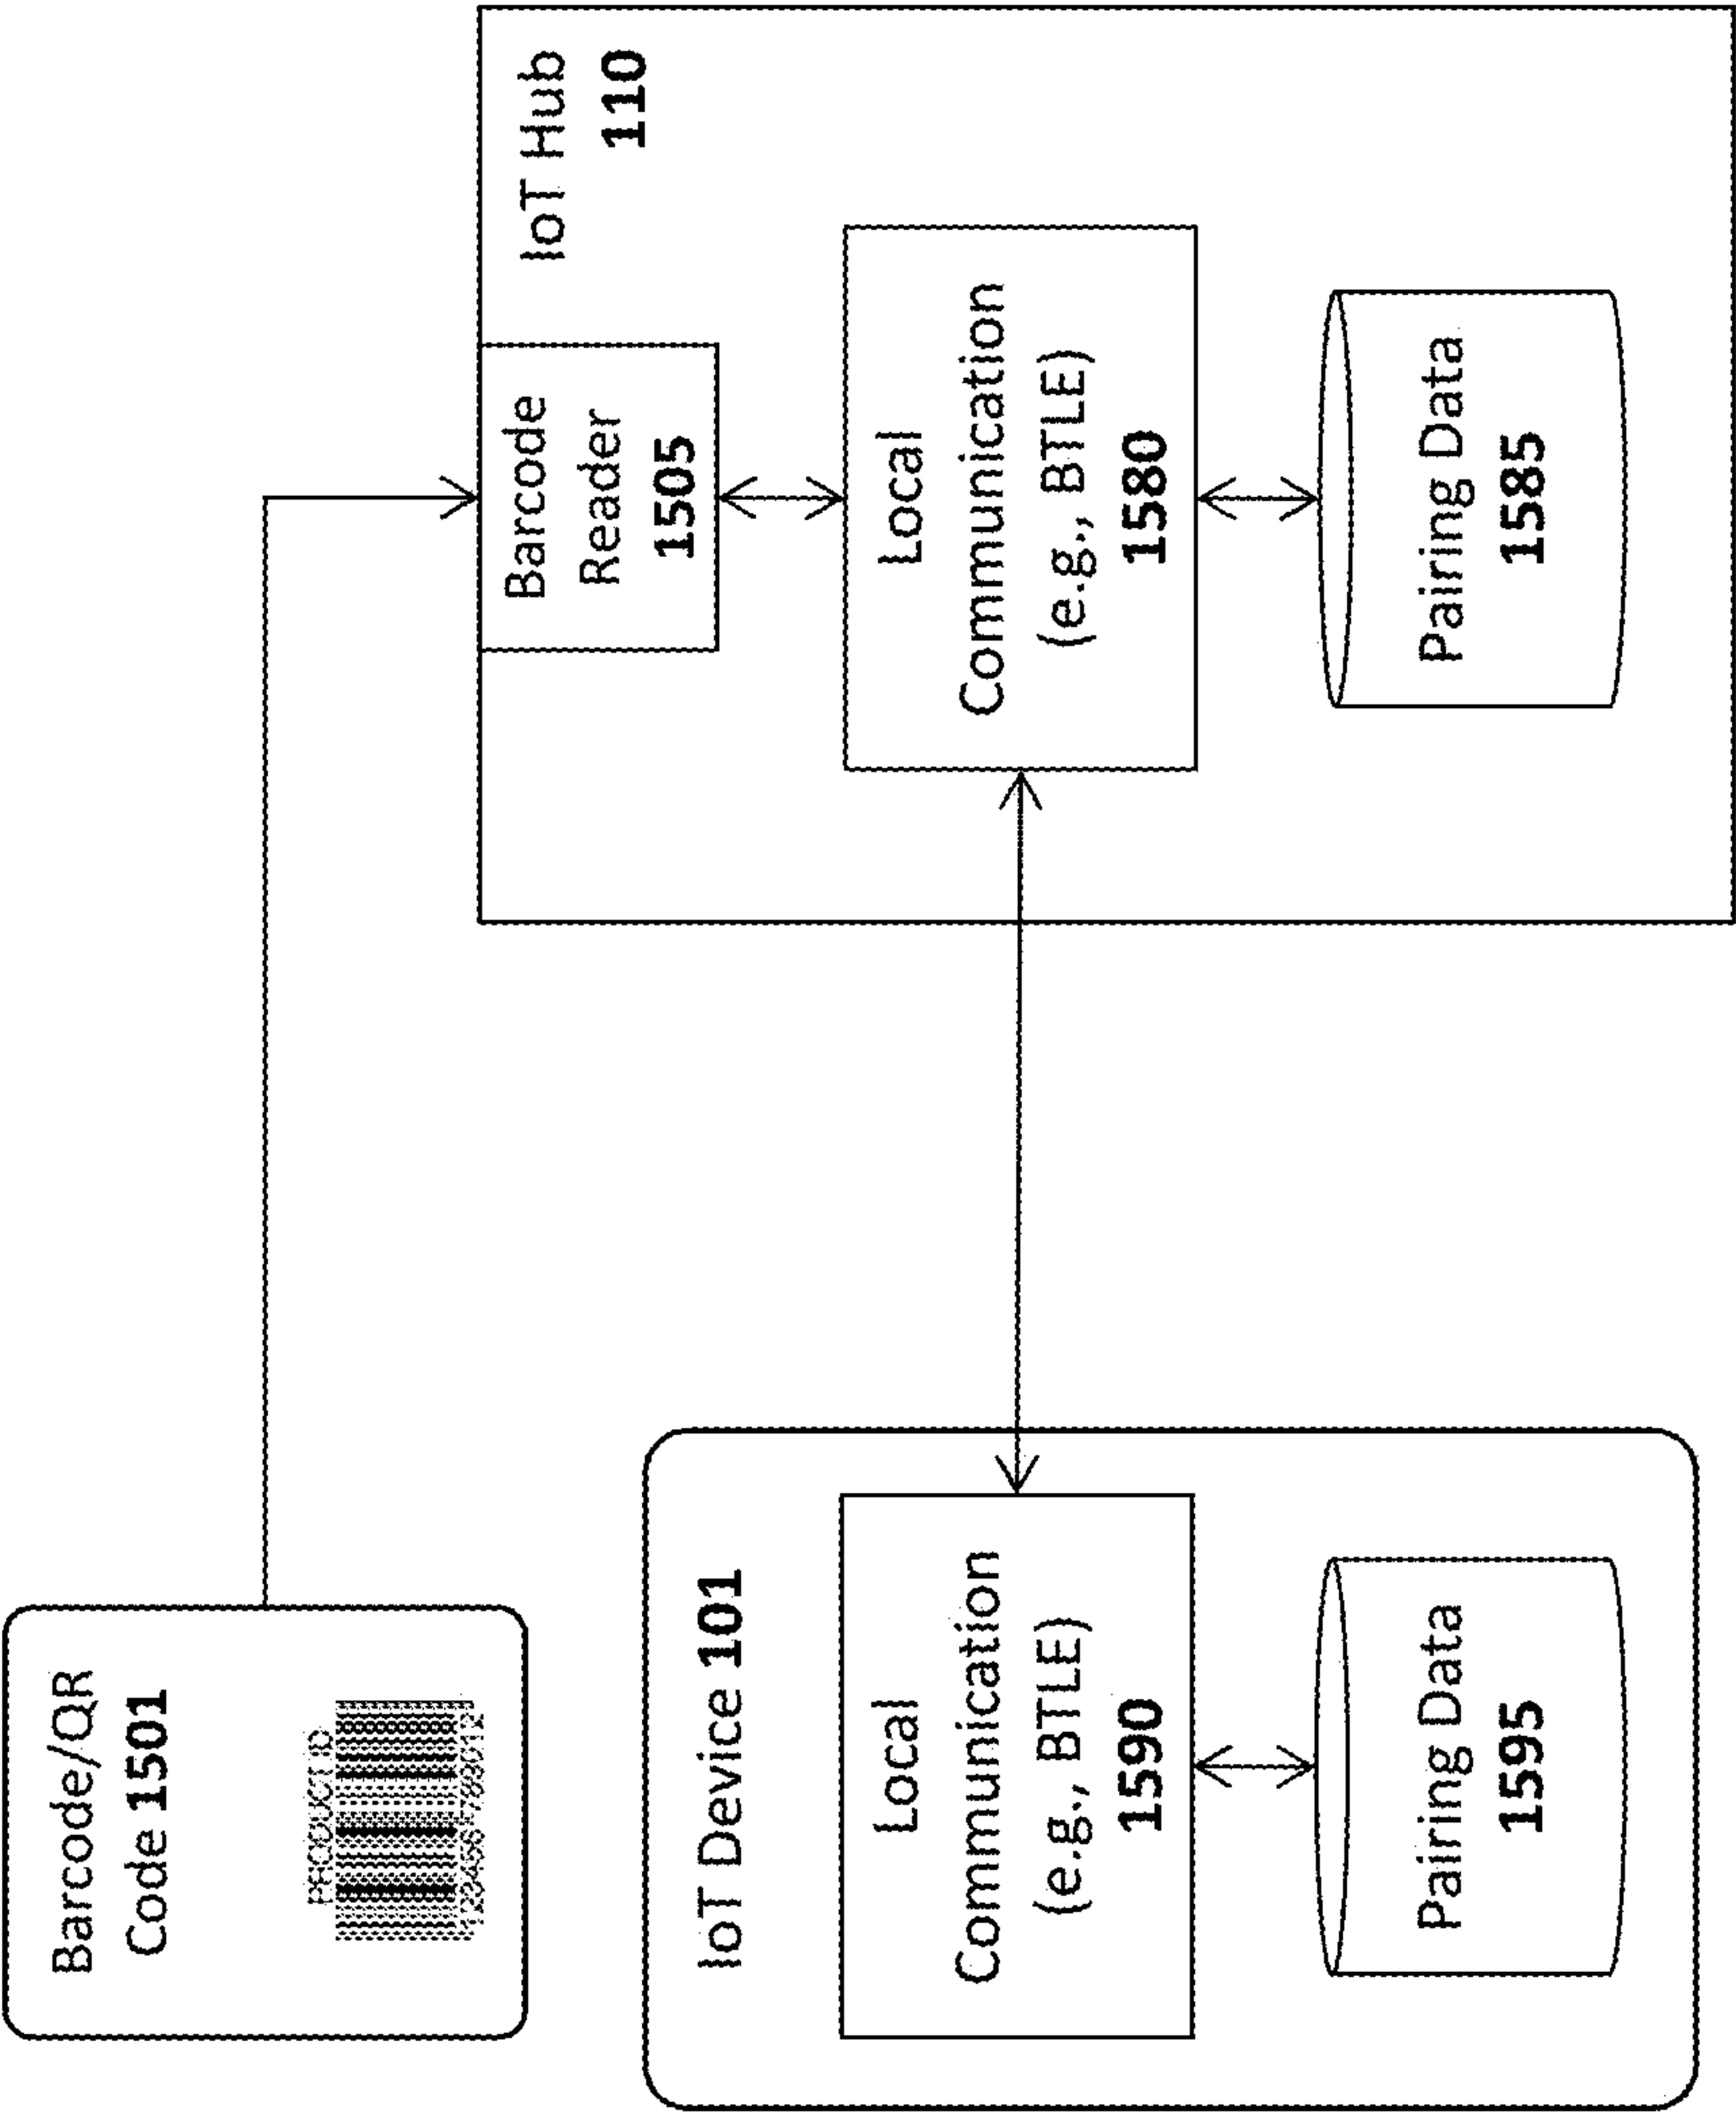 Barcode/QR
Code 1501
PRODUCT ID
IoT Device 101
Local
Communication
(e.g., BTLE)
1590
Pairing Data
1595
IoT Hub
110
Barcode
Reader
1505
Local
Communication
(e.g., BTLE)
1580
Pairing Data
1585